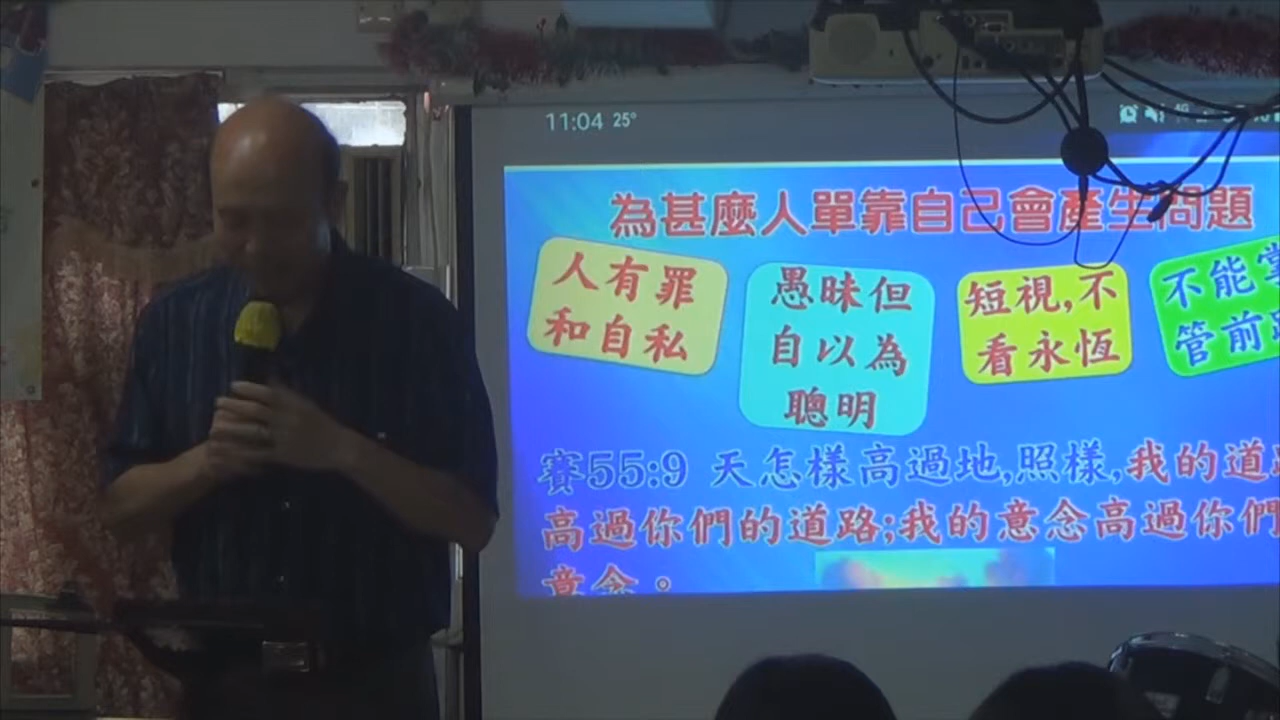 11:04 25°
為甚麼人單靠自己會產生問題
人有罪
和自私
愚昧但
自以為
聰明
短視,不
看永恆
不能掌
管前
賽55:9 天怎樣高過地,照樣,我的道
高過你們的道路;我的意念高過你們
意念。